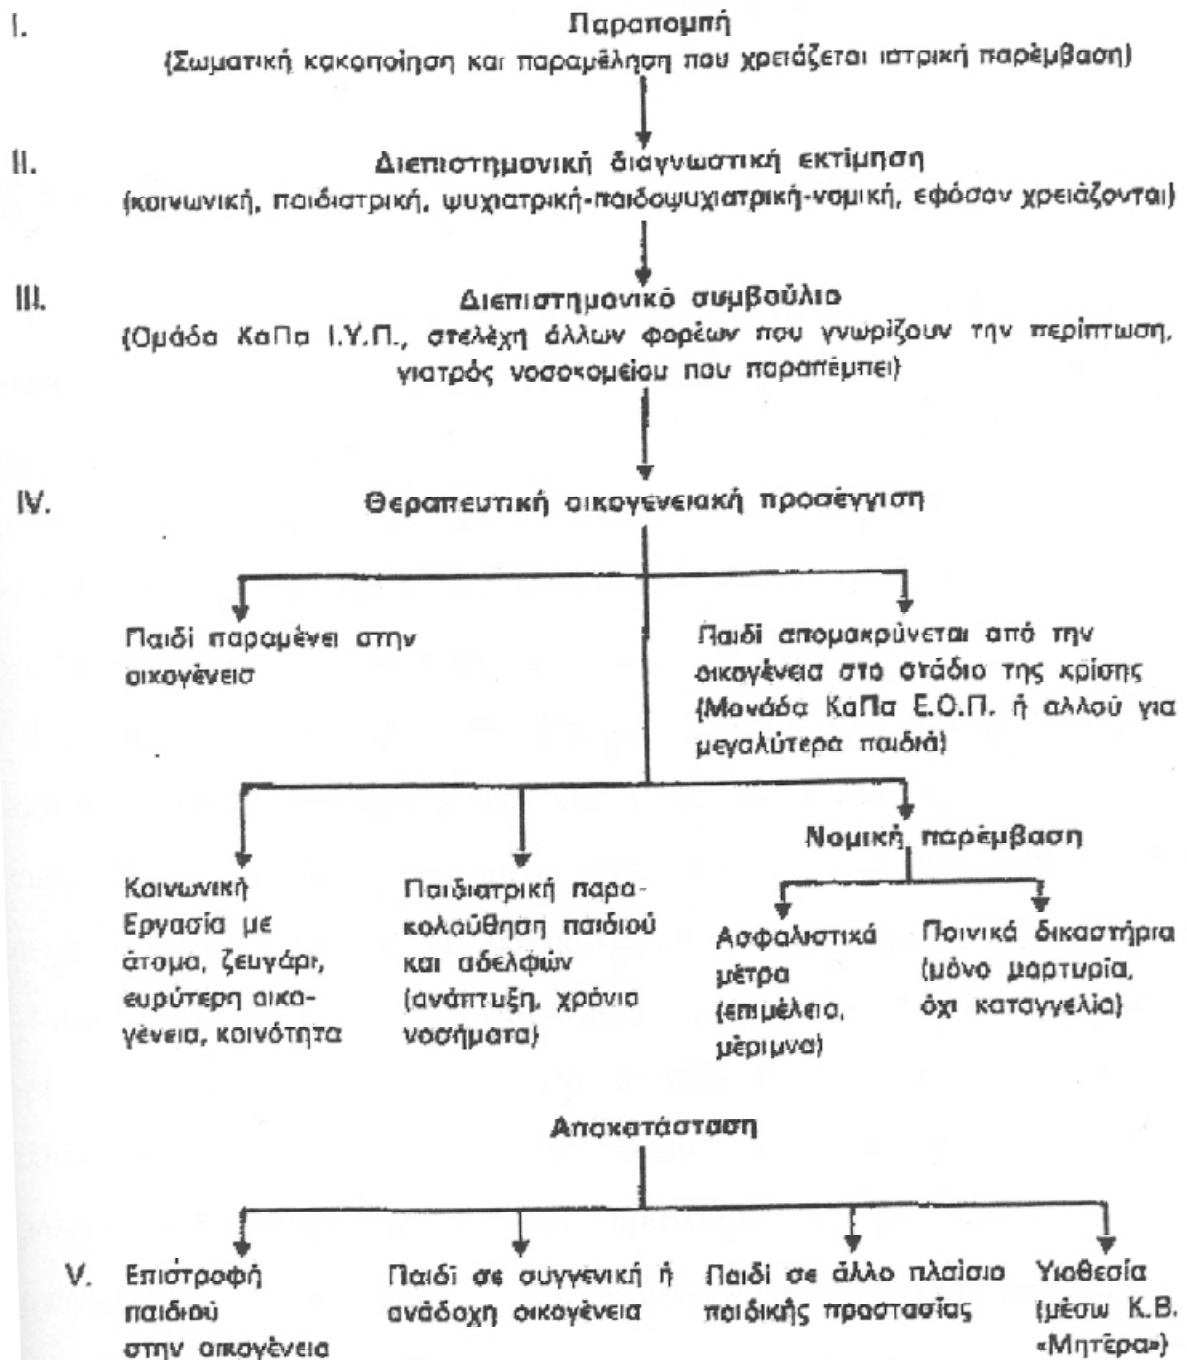 I.
Παραπομπή
(Σωματική κακοποίηση και παραμέληση που χρειάζεται ιατρική παρέμβαση)
II.
Διεπιστημονική διαγνωστική εκτίμηση
(κοινωνική, παιδιατρική, ψυχιατρική-παιδοψυχιατρική-νομική, εφόσον χρειάζονται)
III.
Διεπιστημονικό συμβούλιο
(Ομάδα ΚαΠα Ι.Υ.Π., στελέχη άλλων φορέων που γνωρίζουν την περίπτωση,
γιατρός νοσοκομείου που παραπέμπει)
IV.
Θεραπευτική οικογενειακή προσέγγιση
Παιδί παραμένει στην
οικογένεια
Παιδί απομακρύνεται από την
οικογένεια στο στάδιο της κρίσης
(Μονάδα ΚαΠα Ε.Ο.Π. ή αλλού για
μεγαλύτερα παιδιά)
Νομική παρέμβαση
Κοινωνική
Εργασία με
άτομα, ζευγάρι,
ευρύτερη οικο-
γένεια, κοινότητα
Παιδιατρική παρα-
κολούθηση παιδιού
και αδελφών
(ανάπτυξη, χρόνια
νοσήματα)
Ασφαλιστικά
μέτρα
(επιμέλεια,
μέριμνα)
Ποινικά δικαστήρια
(μόνο μαρτυρία,
όχι καταγγελία)
Αποκατάσταση
V.
Επιστροφή
παιδιού
στην οικογένεια
Παιδί σε συγγενική ή
ανάδοχη οικογένεια
Παιδί σε άλλο πλαίσιο
παιδικής προστασίας
Υιοθεσία
(μέσω Κ.Β.
«Μητέρα»)